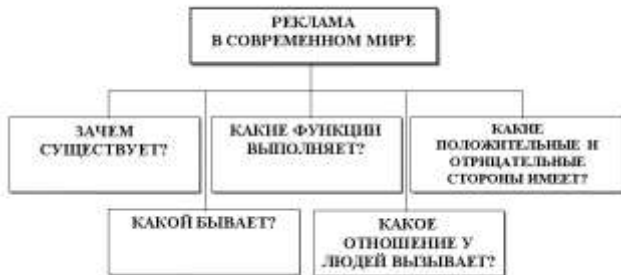 РЕКЛАМА
В СОВРЕМЕННОМ МИРЕ
ЗАЧЕМ
СУЩЕСТВУЕТ?
КАКИЕ ФУНКЦИИ
ВЫПОЛНЯЕТ?
КАКИЕ
ПОЛОЖИТЕЛЬНЫЕ И
ОТРИЦАТЕЛЬНЫЕ
СТОРОНЫ ИМЕЕТ?
КАКОЙ БЫВАЕТ?
КАКОЕ
ОТНОШЕНИЕ У
ЛЮДЕЙ ВЫЗЫВАЕТ?